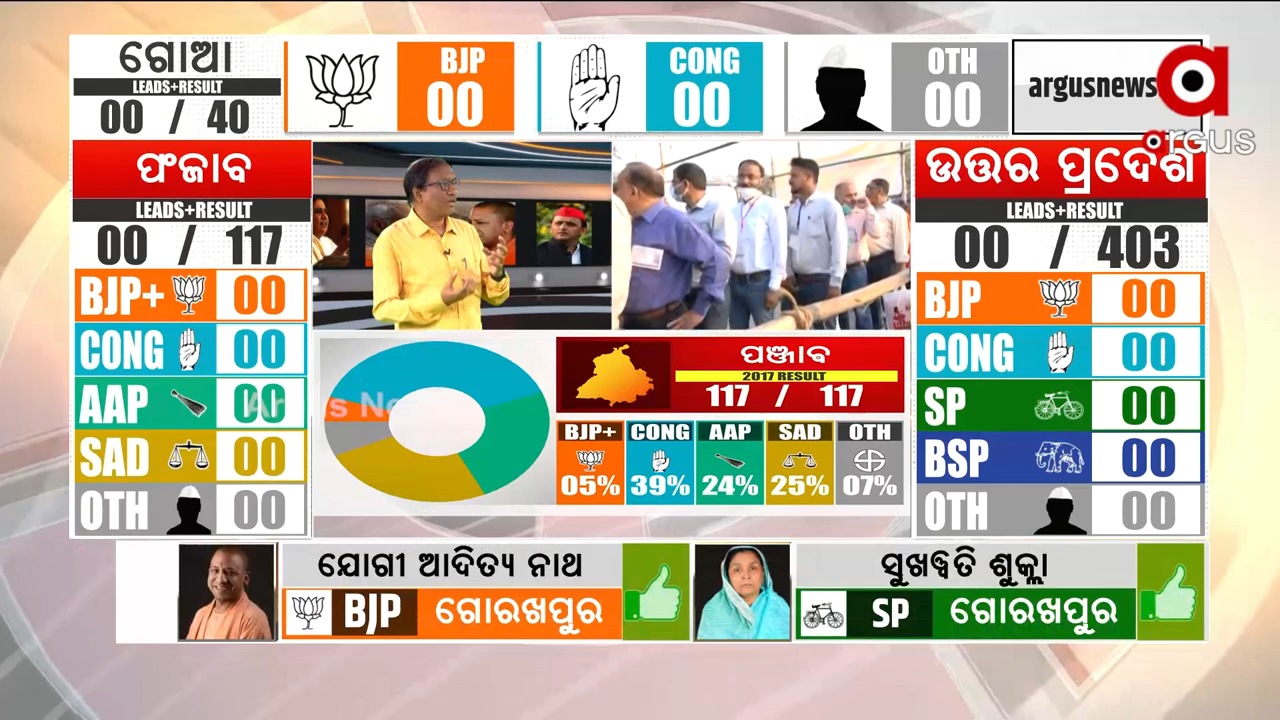 ଗୋଆ
LEADS+RESULT
00 / 40
BJP
00
CONG
00
OTH
00
argusnews
argus
ଫଂଜାବ
LEADS+RESULT
00 / 117
BJP+ 00
CONG 00
AAP 00
SAD 00
OTH 00
ପଞ୍ଜାବ
2017 RESULT
117 / 117
BJP+ CONG AAP SAD OTH
05% 39% 24% 25% 07%
ଉତ୍ତର ପ୍ରଦେଶ
LEADS+RESULT
00 / 403
BJP 00
CONG 00
SP 00
BSP 00
OTH 00
ଯୋଗୀ ଆଦିତ୍ୟ ନାଥ
BJP ଗୋରଖପୁର
ସୁଖୱତି ଶୁକ୍ଲା
SP ଗୋରଖପୁର